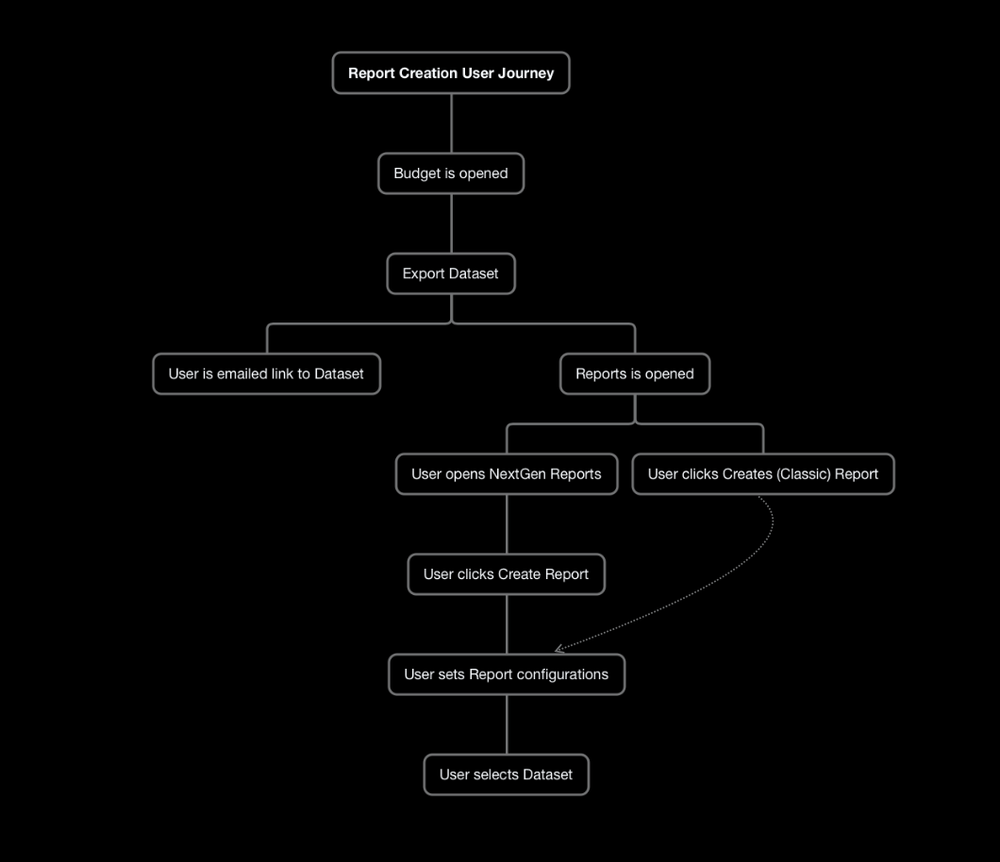 Report Creation User Journey
Budget is opened
Export Dataset
User is emailed link to Dataset
Reports is opened
User opens NextGen Reports
User clicks Creates (Classic) Report
User clicks Create Report
User sets Report configurations
User selects Dataset